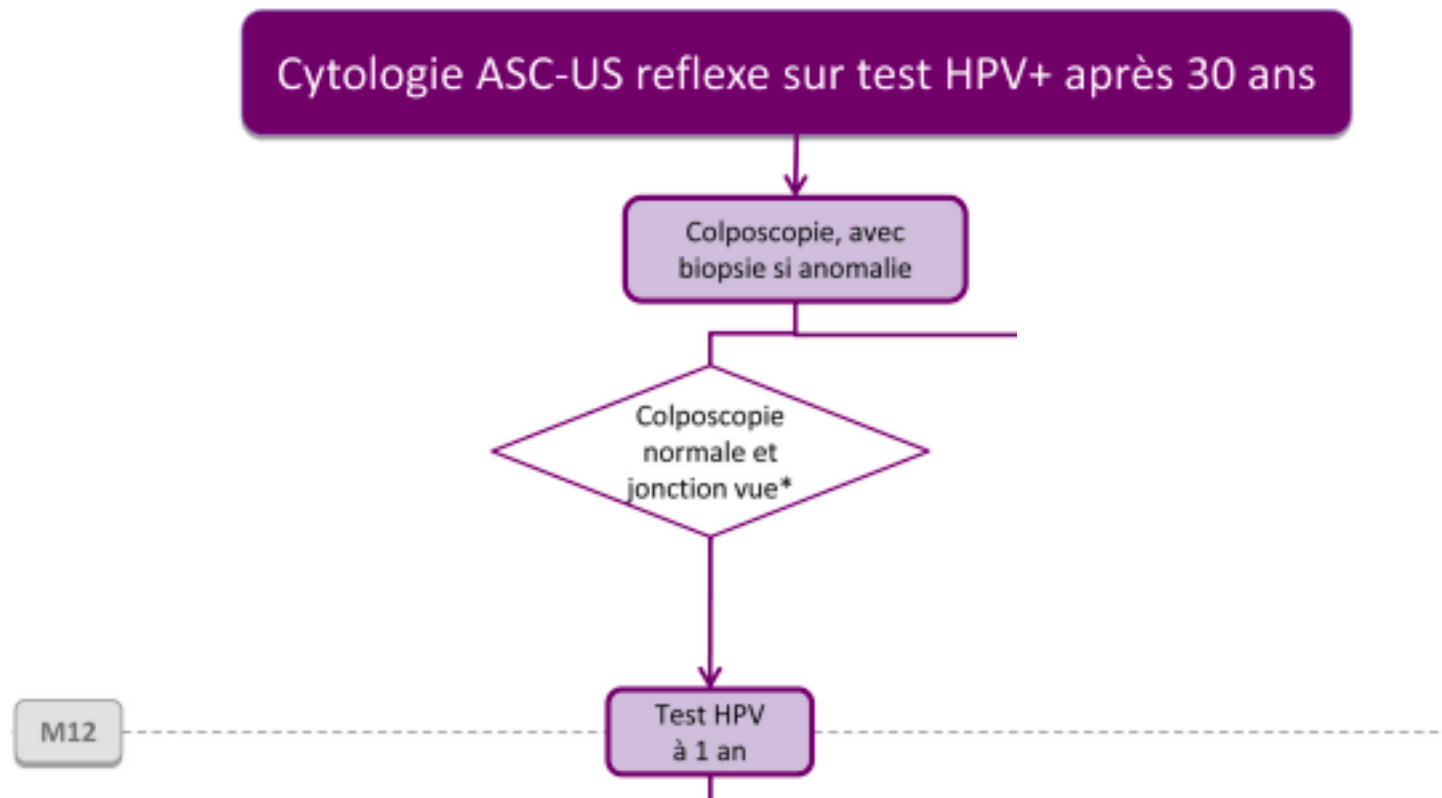 Cytologie ASC-US reflexe sur test HPV+ après 30 ans
Colposcopie, avec
biopsie si anomalie
Colposcopie
normale et
jonction vue*
M12
Test HPV
à 1 an